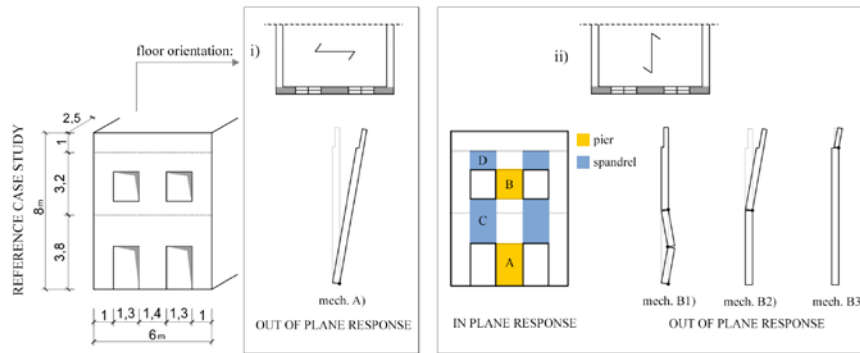 floor orientation:
i)
ii)
REFERENCE CASE STUDY
2,5
1
3,2
8m
3,8
1 1,3 1,4 1,3 1
6m
mech. A)
OUT OF PLANE RESPONSE
pier
spandrel
D
B
C
A
IN PLANE RESPONSE
mech. B1)
mech. B2)
mech. B3)
OUT OF PLANE RESPONSE